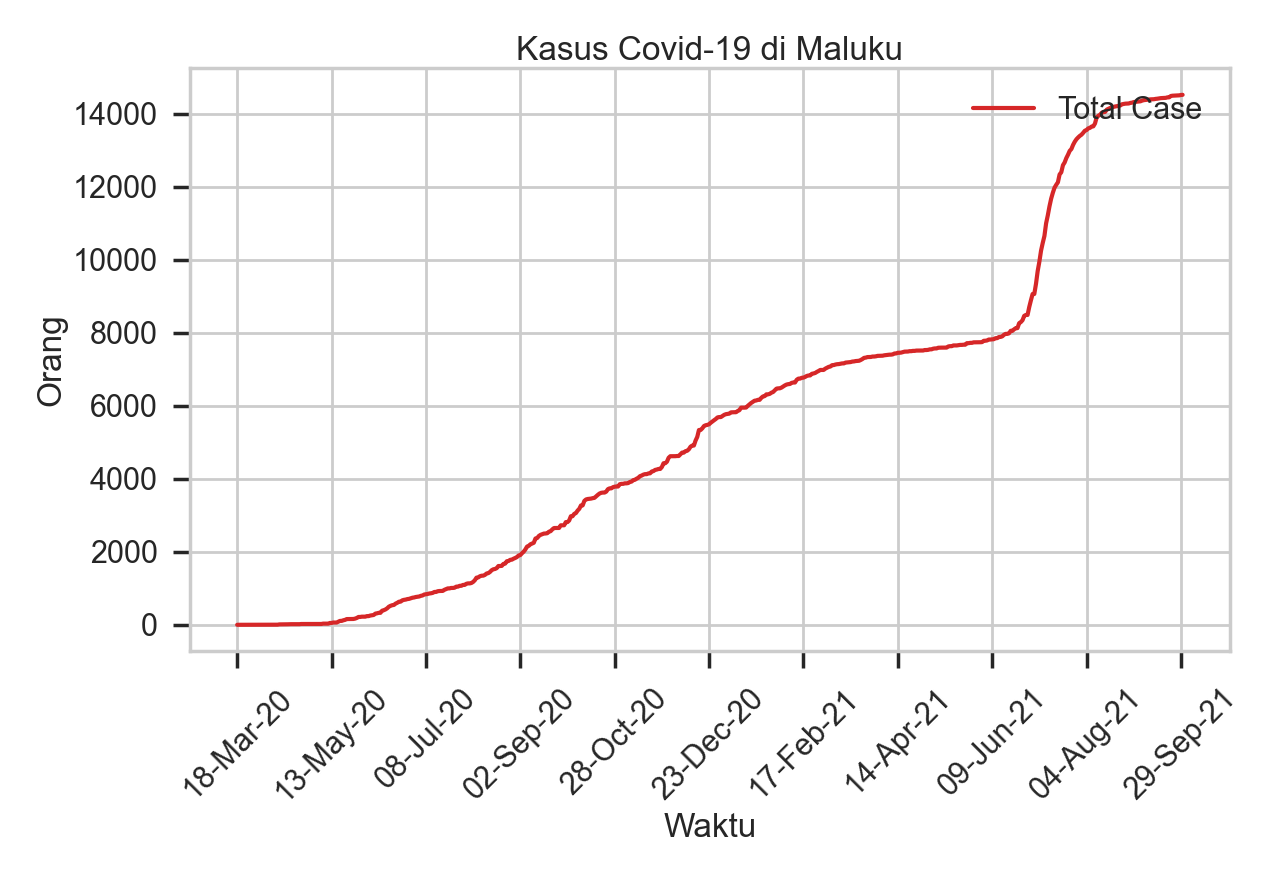 Kasus Covid-19 di Maluku
Total Case
14000
12000
10000
8000
6000
4000
2000
0
Orang
18-Mar-20
13-May-20
08-Jul-20
02-Sep-20
28-Oct-20
23-Dec-20
17-Feb-21
14-Apr-21
09-Jun-21
04-Aug-21
29-Sep-21
Waktu